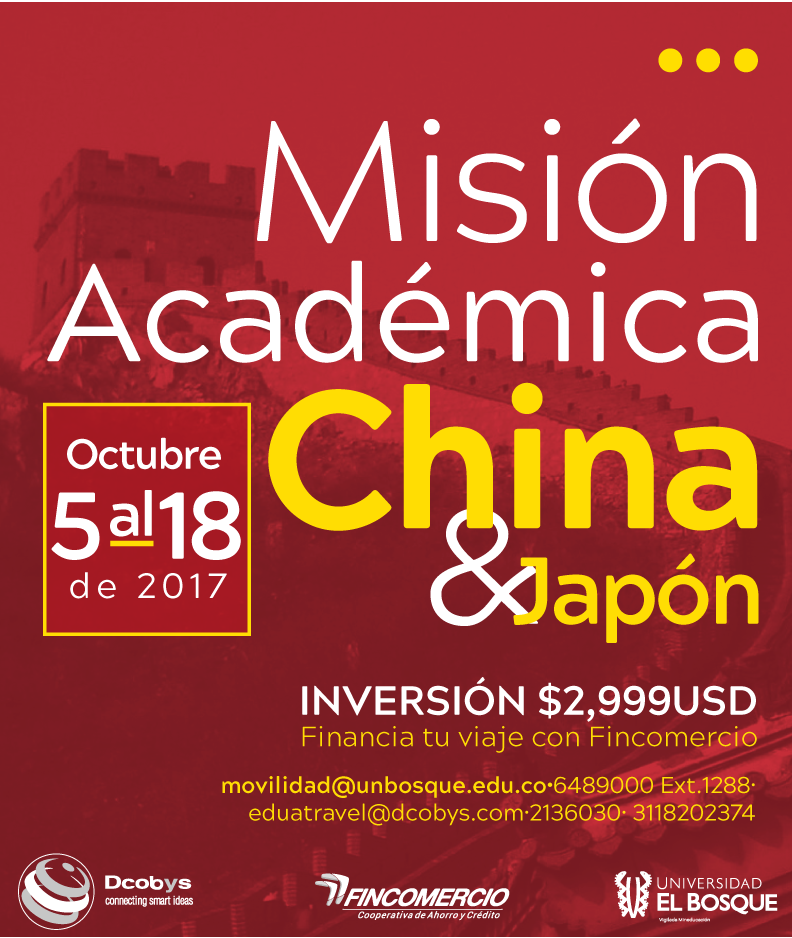 Misión
Académica
China
& Japón
Octubre
5 al 18
de 2017
INVERSIÓN $2,999USD
Financia tu viaje con Fincomercio
movilidad@unbosque.edu.co·6489000 Ext.1288·
eduatravel@dcobys.com·2136030· 3118202374
Dcobys
connecting smart ideas
FINCOMERCIO
Cooperativa de Ahorro y Crédito
UNIVERSIDAD
EL BOSQUE
Vigilada Mineducación